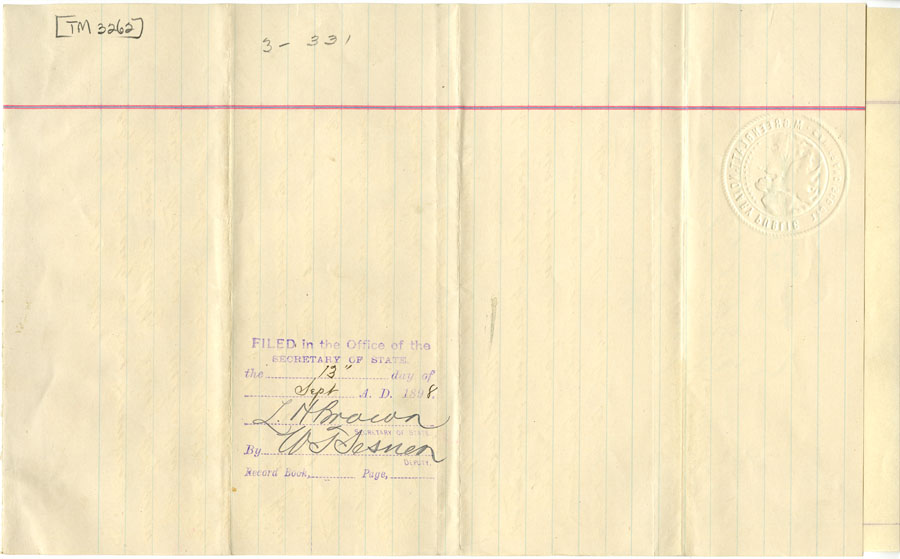 [TM 3262]
3 - 331
FILED in the Office of the
SECRETARY OF STATE.
the 13" day of
Sept A. D. 1898.
L. H Brown
SECRETARY OF STATE.
By
DEPUTY.
Record Book, Page,